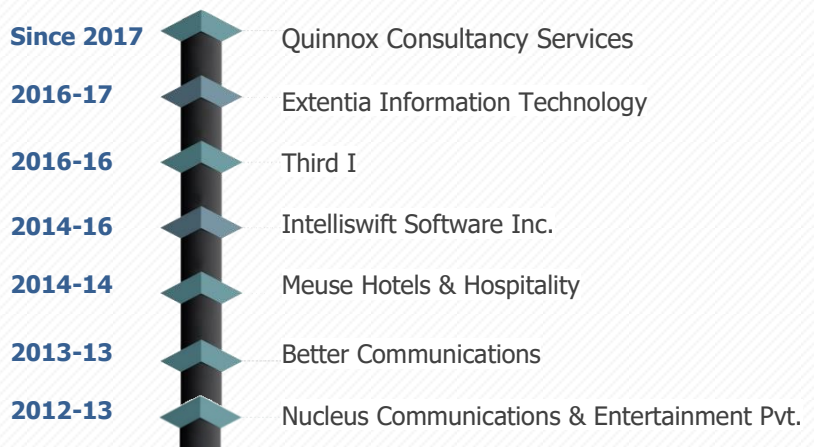 Since 2017 Quinnox Consultancy Services
2016-17 Extentia Information Technology
2016-16 Third I
2014-16 Intelliswift Software Inc.
2014-14 Meuse Hotels & Hospitality
2013-13 Better Communications
2012-13 Nucleus Communications & Entertainment Pvt.